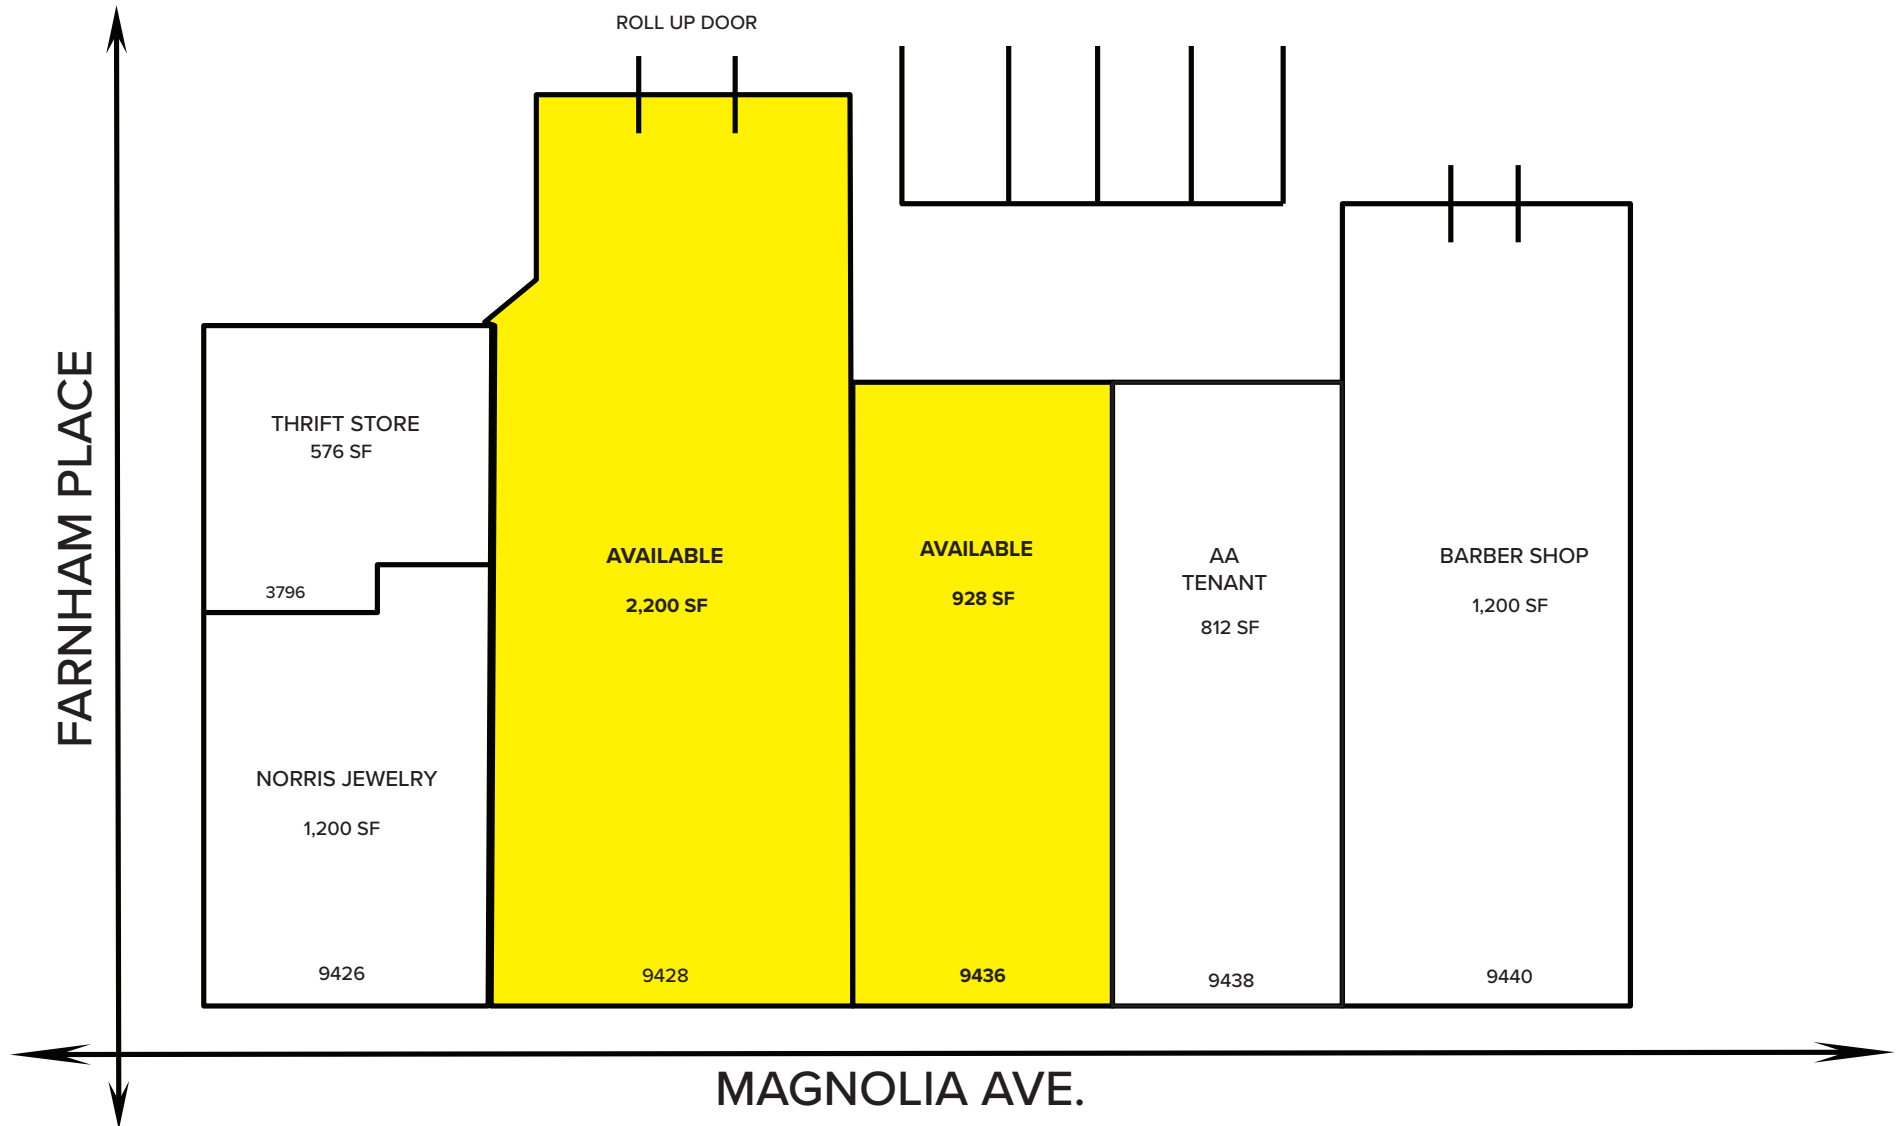 ROLL UP DOOR
FARNHAM PLACE
THRIFT STORE
576 SF
3796
NORRIS JEWELRY
1,200 SF
9426
AVAILABLE
2,200 SF
9428
AVAILABLE
928 SF
9436
AA
TENANT
812 SF
9438
BARBER SHOP
1,200 SF
9440
MAGNOLIA AVE.